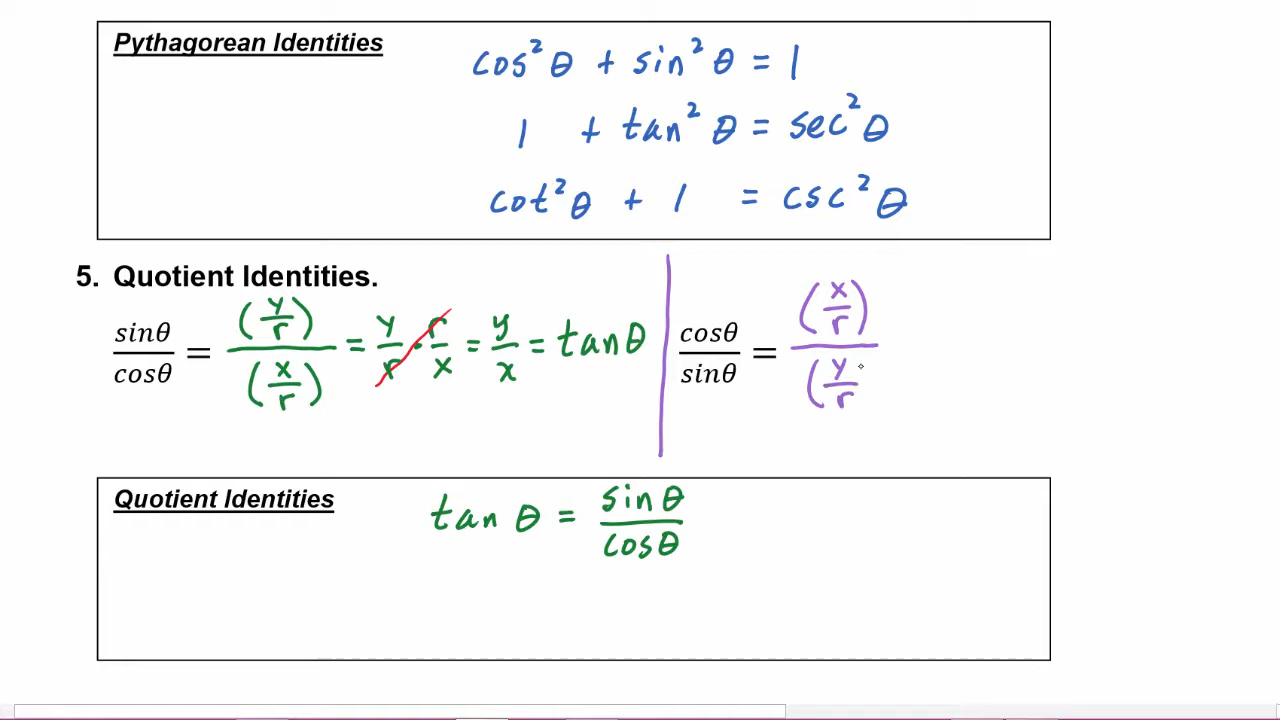 Pythagorean Identities
cos²θ + sin²θ = 1
1 + tan²θ = sec²θ
cot²θ + 1 = csc²θ
5. Quotient Identities.
sinθ/cosθ = (y/r)/(x/r) = y/r · r/x = y/x = tanθ
cosθ/sinθ = (x/r)/(y/r
Quotient Identities
tan θ = sinθ/cosθ